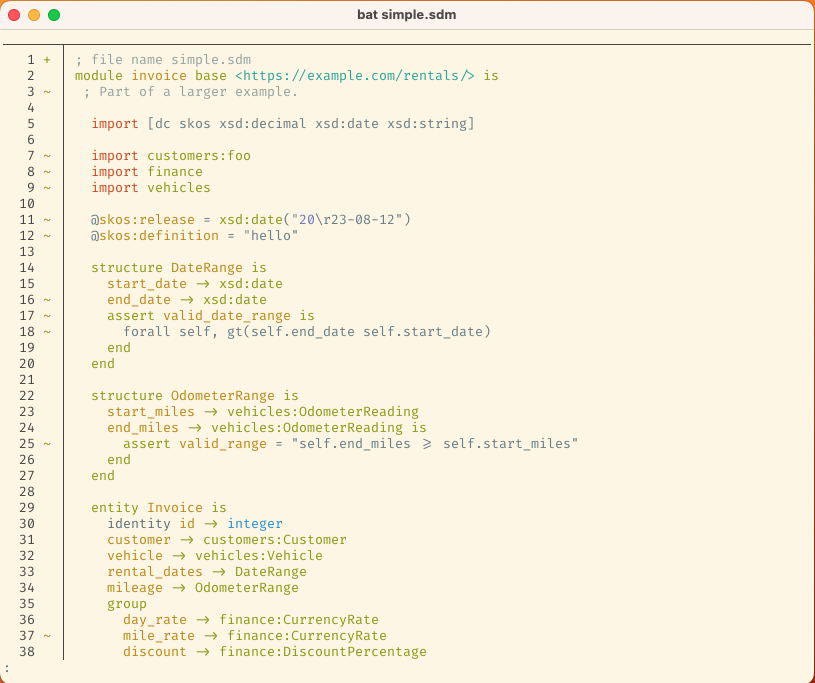 bat simple.sdm
1 + ; file name simple.sdm
2 module invoice base <https://example.com/rentals/> is
3 ~ ; Part of a larger example.
4
5 import [dc skos xsd:decimal xsd:date xsd:string]
6
7 ~ import customers:foo
8 ~ import finance
9 ~ import vehicles
10
11 ~ @skos:release = xsd:date("20\r23-08-12")
12 ~ @skos:definition = "hello"
13
14 structure DateRange is
15 start_date → xsd:date
16 ~ end_date → xsd:date
17 ~ assert valid_date_range is
18 ~ forall self, gt(self.end_date self.start_date)
19 end
20 end
21
22 structure OdometerRange is
23 start_miles → vehicles:OdometerReading
24 end_miles → vehicles:OdometerReading is
25 ~ assert valid_range = "self.end_miles ⩾ self.start_miles"
26 end
27 end
28
29 entity Invoice is
30 identity id → integer
31 customer → customers:Customer
32 vehicle → vehicles:Vehicle
33 rental_dates → DateRange
34 mileage → OdometerRange
35 group
36 day_rate → finance:CurrencyRate
37 ~ mile_rate → finance:CurrencyRate
38 discount → finance:DiscountPercentage
: